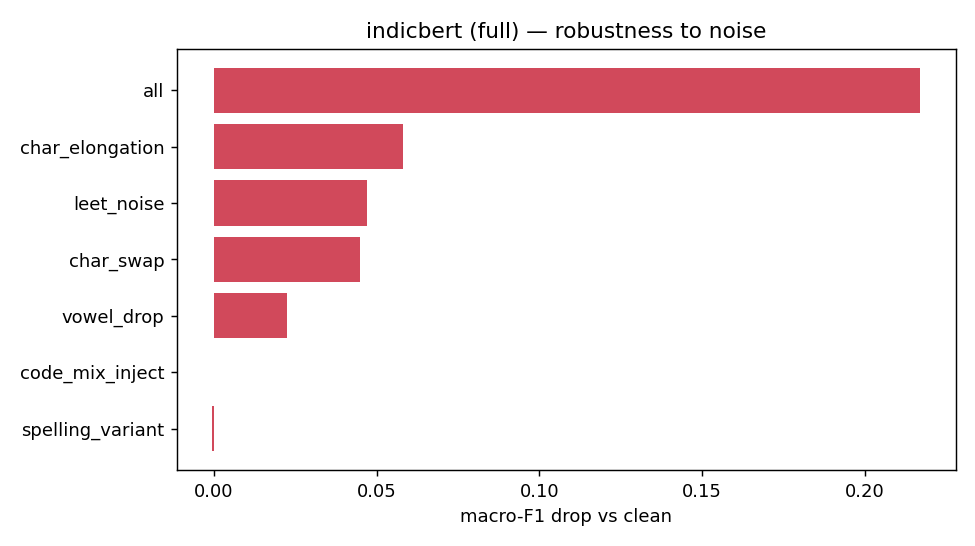 indicbert (full) — robustness to noise
all
char_elongation
leet_noise
char_swap
vowel_drop
code_mix_inject
spelling_variant
0.00 0.05 0.10 0.15 0.20
macro-F1 drop vs clean